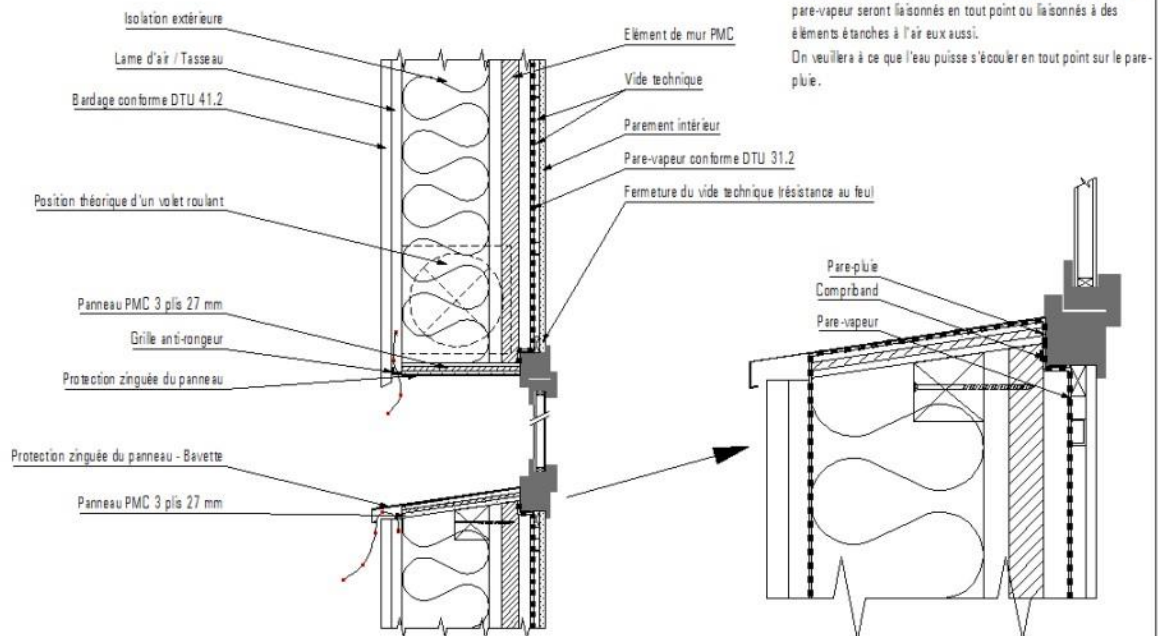 pare-vapeur seront liaisonnés en tout point ou liaisonnés à des
éléments étanches à l'air eux aussi.
On veuillera à ce que l'eau puisse s'écouler en tout point sur le pare-
pluie.
Isolation extérieure
Lame d'air / Tasseau
Bardage conforme DTU 41.2
Position théorique d'un volet roulant
Panneau PMC 3 plis 27 mm
Grille anti-rongeur
Protection zinguée du panneau
Protection zinguée du panneau - Bavette
Panneau PMC 3 plis 27 mm
Elément de mur PMC
Vide technique
Parement intérieur
Pare-vapeur conforme DTU 31.2
Fermeture du vide technique (résistance au feu)
Pare-pluie
Compriband
Pare-vapeur